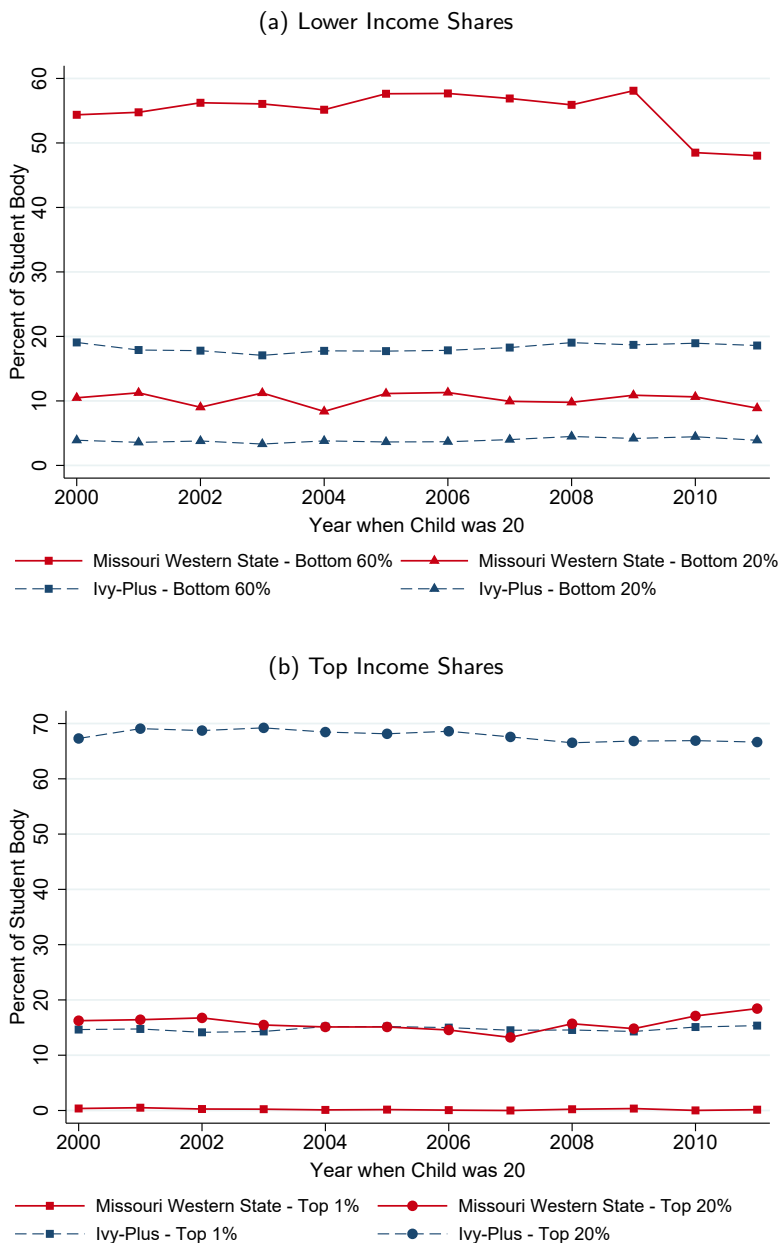 (a) Lower Income Shares
Percent of Student Body
60
50
40
30
20
10
0
2000 2002 2004 2006 2008 2010
Year when Child was 20
Missouri Western State - Bottom 60% Missouri Western State - Bottom 20%
Ivy-Plus - Bottom 60% Ivy-Plus - Bottom 20%
(b) Top Income Shares
Percent of Student Body
70
60
50
40
30
20
10
0
2000 2002 2004 2006 2008 2010
Year when Child was 20
Missouri Western State - Top 1% Missouri Western State - Top 20%
Ivy-Plus - Top 1% Ivy-Plus - Top 20%